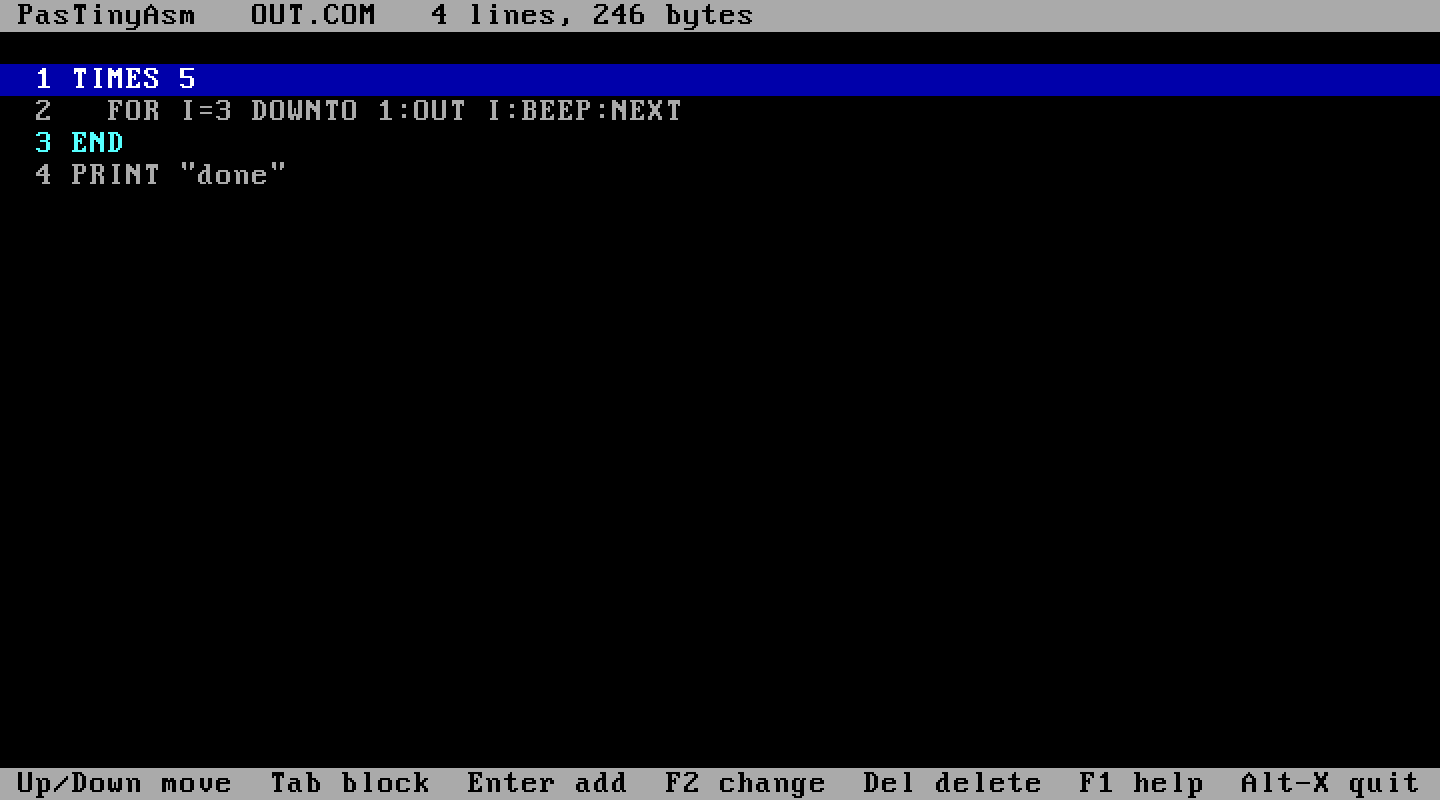 PasTinyAsm   OUT.COM   4 lines, 246 bytes
1 TIMES 5
2   FOR I=3 DOWNTO 1:OUT I:BEEP:NEXT
3 END
4 PRINT "done"
Up/Down move  Tab block  Enter add  F2 change  Del delete  F1 help  Alt-X quit